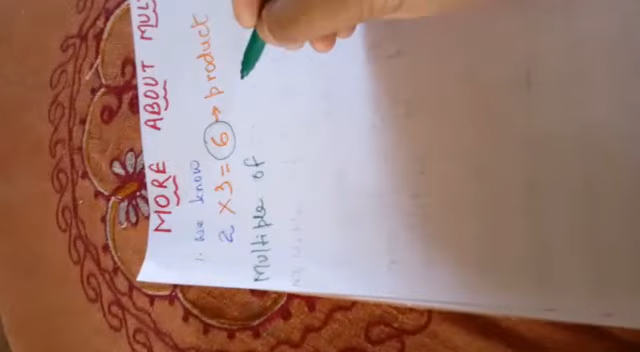 MORE ABOUT MUL
1. we know
2 × 3 = 6 → product
Multiple of